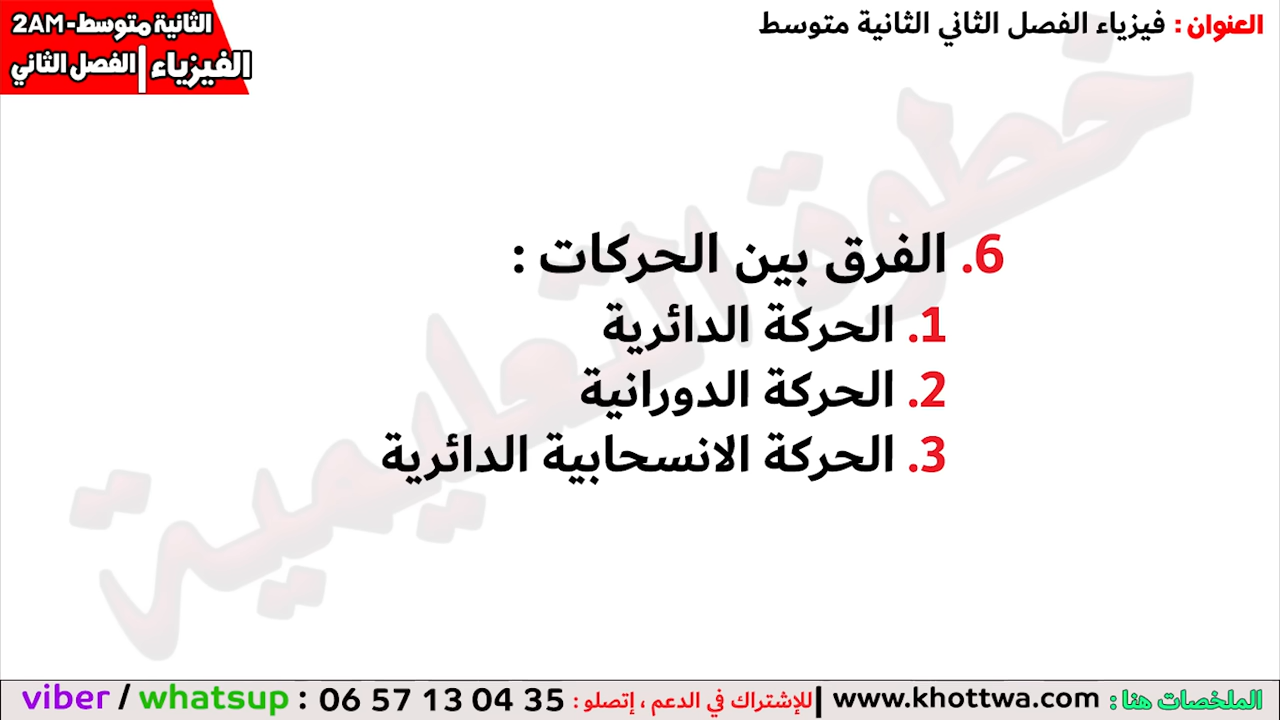 العنوان : فيزياء الفصل الثاني الثانية متوسط
الثانية متوسط-2AM
الفيزياء | الفصل الثاني
خطوة التعليمية
6. الفرق بين الحركات :
1. الحركة الدائرية
2. الحركة الدورانية
3. الحركة الانسحابية الدائرية
الملخصات هنا : www.khottwa.com | للإشتراك في الدعم ، إتصلو : viber / whatsup : 06 57 13 04 35